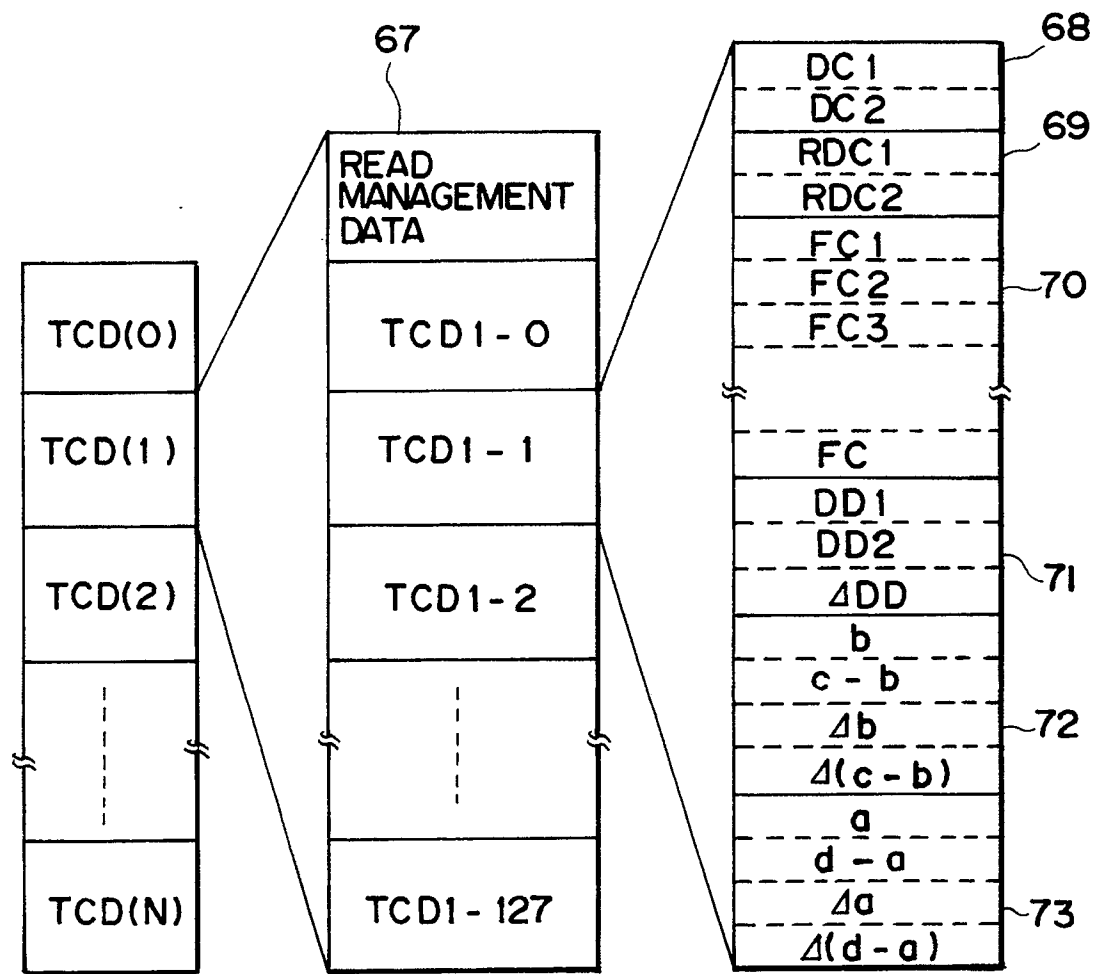 67
READ
MANAGEMENT
DATA
TCD(0)
TCD(1)
TCD(2)
TCD(N)
TCD1-0
TCD1-1
TCD1-2
TCD1-127
68
DC1
DC2
69
RDC1
RDC2
FC1
70
FC2
FC3
FC
DD1
DD2
71
ΔDD
b
c-b
72
Δb
Δ(c-b)
a
d-a
73
Δa
Δ(d-a)